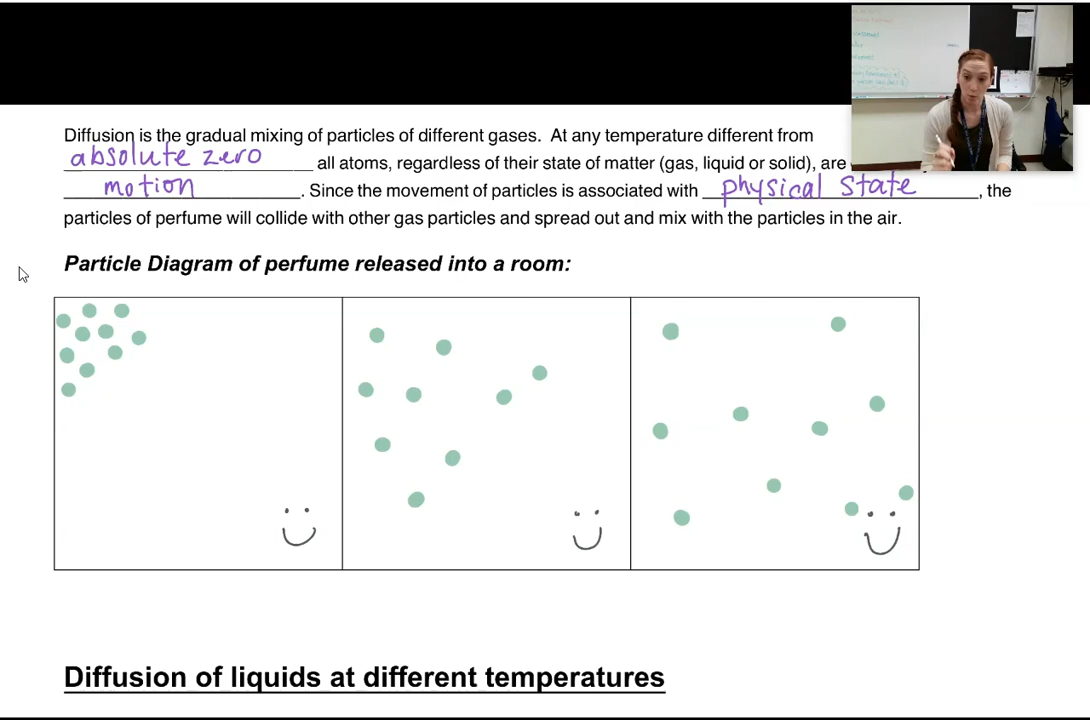 Diffusion is the gradual mixing of particles of different gases. At any temperature different from
absolute zero all atoms, regardless of their state of matter (gas, liquid or solid), are
motion. Since the movement of particles is associated with physical state, the
particles of perfume will collide with other gas particles and spread out and mix with the particles in the air.
Particle Diagram of perfume released into a room:
Diffusion of liquids at different temperatures